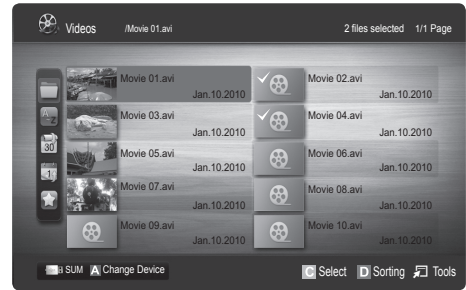 Videos /Movie 01.avi 2 files selected 1/1 Page
Movie 01.avi Movie 02.avi
Jan.10.2010 Jan.10.2010
Movie 03.avi Movie 04.avi
Jan.10.2010 Jan.10.2010
Movie 05.avi Movie 06.avi
Jan.10.2010 Jan.10.2010
Movie 07.avi Movie 08.avi
Jan.10.2010 Jan.10.2010
Movie 09.avi Movie 10.avi
Jan.10.2010 Jan.10.2010
30
1
SUM A Change Device C Select D Sorting Tools